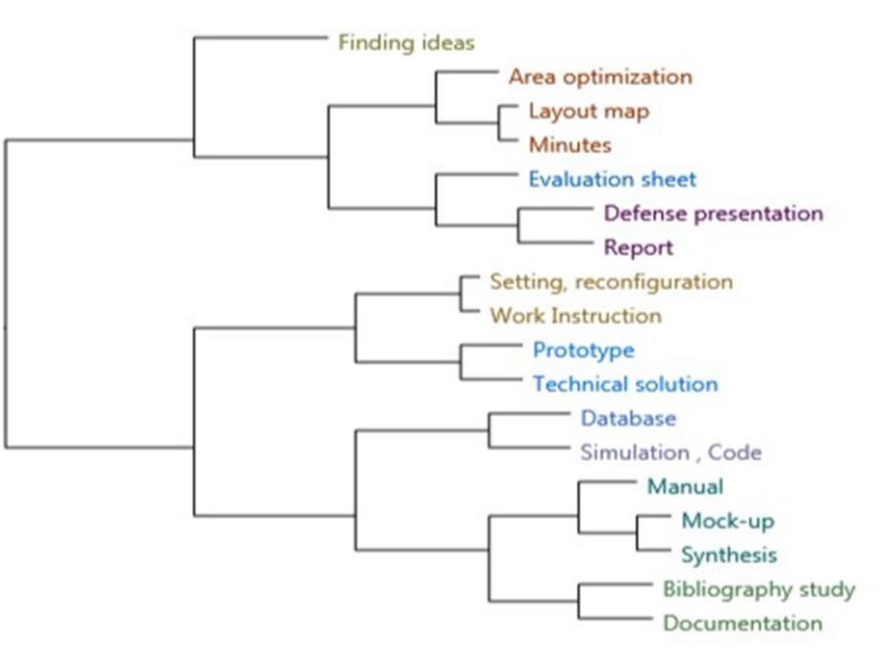 Finding ideas
Area optimization
Layout map
Minutes
Evaluation sheet
Defense presentation
Report
Setting, reconfiguration
Work Instruction
Prototype
Technical solution
Database
Simulation , Code
Manual
Mock-up
Synthesis
Bibliography study
Documentation